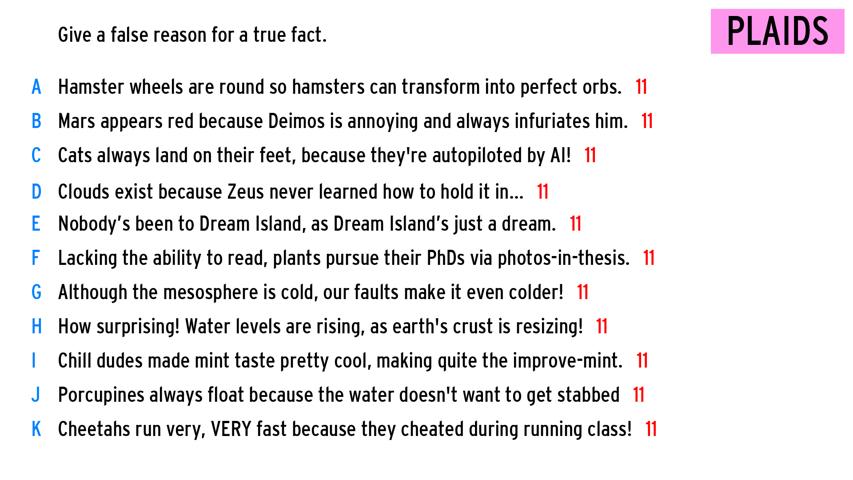 Give a false reason for a true fact.
PLAIDS
A Hamster wheels are round so hamsters can transform into perfect orbs. 11
B Mars appears red because Deimos is annoying and always infuriates him. 11
C Cats always land on their feet, because they're autopiloted by AI! 11
D Clouds exist because Zeus never learned how to hold it in... 11
E Nobody’s been to Dream Island, as Dream Island’s just a dream. 11
F Lacking the ability to read, plants pursue their PhDs via photos-in-thesis. 11
G Although the mesosphere is cold, our faults make it even colder! 11
H How surprising! Water levels are rising, as earth's crust is resizing! 11
I Chill dudes made mint taste pretty cool, making quite the improve-mint. 11
J Porcupines always float because the water doesn't want to get stabbed 11
K Cheetahs run very, VERY fast because they cheated during running class! 11